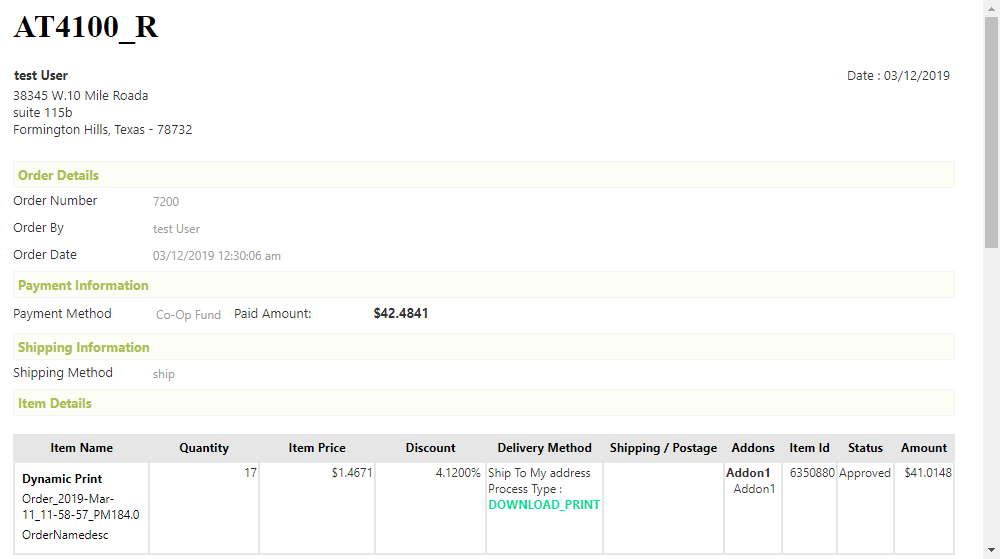 AT4100_R
test User
Date : 03/12/2019
38345 W.10 Mile Roada
suite 115b
Formington Hills, Texas - 78732
Order Details
Order Number 7200
Order By test User
Order Date 03/12/2019 12:30:06 am
Payment Information
Payment Method Co-Op Fund Paid Amount: $42.4841
Shipping Information
Shipping Method ship
Item Details
Item Name Quantity Item Price Discount Delivery Method Shipping / Postage Addons Item Id Status Amount
Dynamic Print
Order_2019-Mar-
11_11-58-57_PM184.0
OrderNamedesc
17
$1.4671
4.1200%
Ship To My address
Process Type :
DOWNLOAD_PRINT
Addon1
Addon1
6350880
Approved
$41.0148